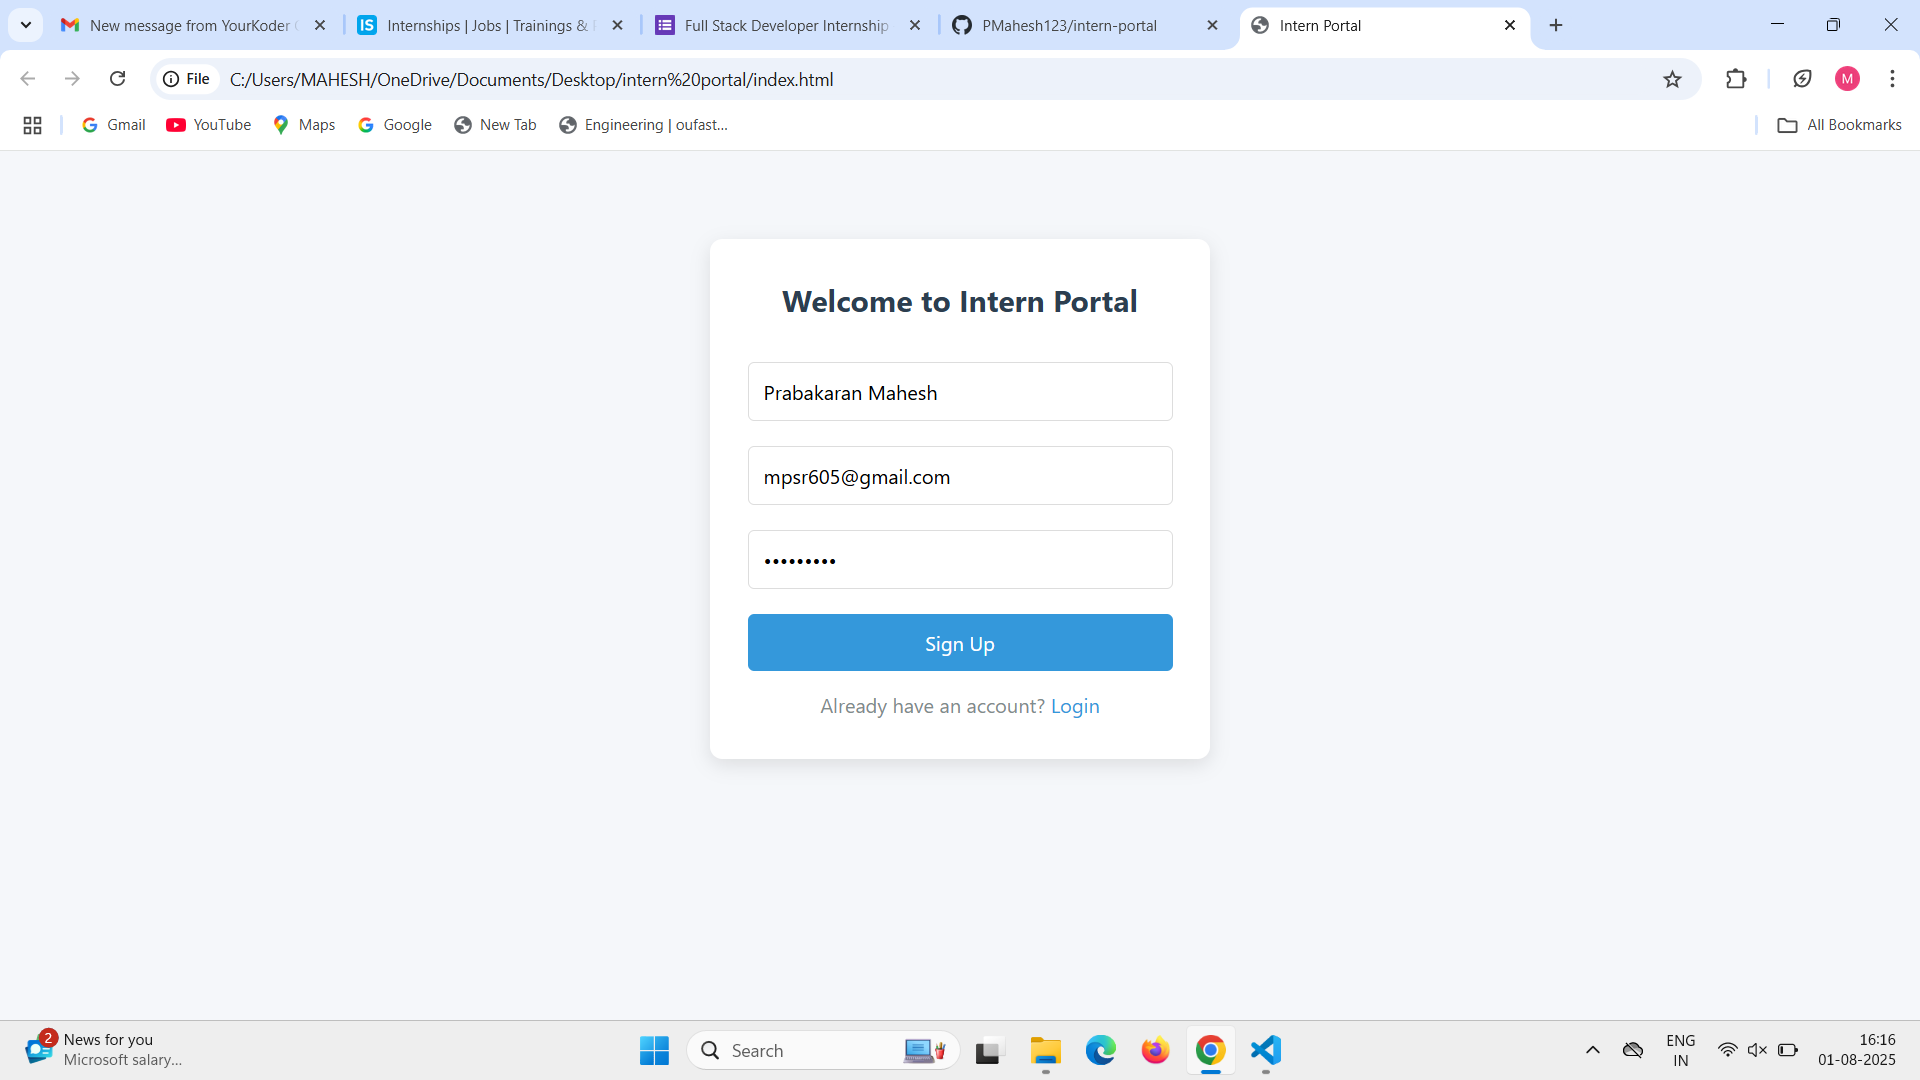 New message from YourKoder
Internships | Jobs | Trainings &
Full Stack Developer Internship
PMahesh123/intern-portal
Intern Portal
File
C:/Users/MAHESH/OneDrive/Documents/Desktop/intern%20portal/index.html
M
Gmail
YouTube
Maps
Google
New Tab
Engineering | oufast...
All Bookmarks
Welcome to Intern Portal
Prabakaran Mahesh
mpsr605@gmail.com
•••••••••
Sign Up
Already have an account? Login
2
News for you
Microsoft salary...
Search
ENG
IN
16:16
01-08-2025